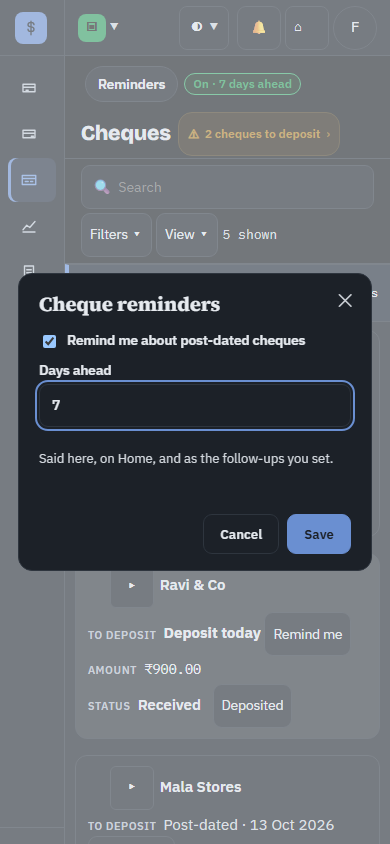 $
F
Reminders
On · 7 days ahead
Cheques
⚠ 2 cheques to deposit ›
Search
Filters ▾
View ▾
5 shown
s
Cheque reminders
Remind me about post-dated cheques
Days ahead
7
Said here, on Home, and as the follow-ups you set.
Cancel
Save
Ravi & Co
TO DEPOSIT Deposit today Remind me
AMOUNT ₹900.00
STATUS Received Deposited
Mala Stores
TO DEPOSIT Post-dated · 13 Oct 2026